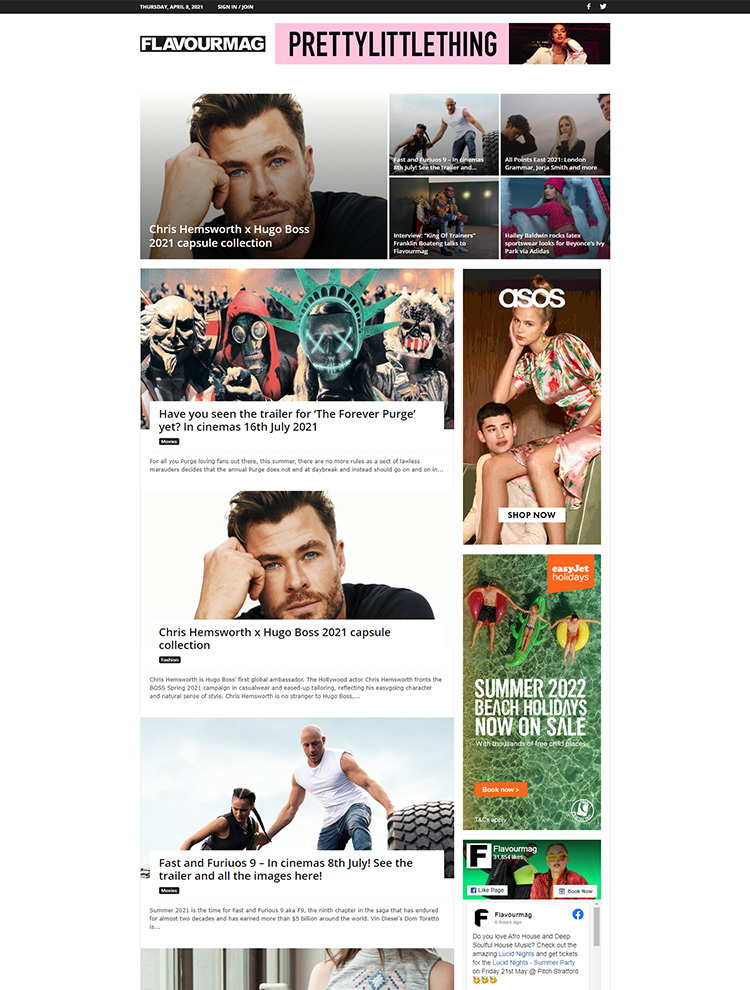 THURSDAY, APRIL 8, 2021
SIGN IN / JOIN
FLAVOURMAG
PRETTYLITTLETHING
Chris Hemsworth x Hugo Boss
2021 capsule collection
Fast and Furiuos 9 – In cinemas
8th July! See the trailer and...
All Points East 2021: London
Grammar, Jorja Smith and more
Interview: “King Of Trainers”
Franklin Boateng talks to
Flavourmag
Hailey Baldwin rocks latex
sportswear looks for Beyonce’s Ivy
Park via Adidas
Have you seen the trailer for ‘The Forever Purge’
yet? In cinemas 16th July 2021
Movies
For all you Purge loving fans out there, this summer, there are no more rules as a sect of lawless
marauders decides that the annual Purge does not end at daybreak and instead should go on and on in...
Chris Hemsworth x Hugo Boss 2021 capsule
collection
Fashion
Chris Hemsworth is Hugo Boss’ first global ambassador. The Hollywood actor Chris Hemsworth fronts the
BOSS Spring 2021 campaign in casualwear and eased-up tailoring, reflecting his easygoing character
and natural sense of style. Chris Hemsworth is no stranger to Hugo Boss,...
Fast and Furiuos 9 – In cinemas 8th July! See the
trailer and all the images here!
Movies
Summer 2021 is the time for Fast and Furious 9 aka F9, the ninth chapter in the saga that has endured
for almost two decades and has earned more than $5 billion around the world. Vin Diesel’s Dom Toretto
is...
asos
SHOP NOW
easyJet
holidays
SUMMER 2022
BEACH HOLIDAYS
NOW ON SALE
With thousands of free child places
Book now >
T&Cs apply
F
Flavourmag
31,654 likes
Like Page
Book Now
Flavourmag
6 hours ago
Do you love Afro House and Deep
Soulful House Music? Check out the
amazing Lucid Nights and get tickets
for the Lucid Nights - Summer Party
on Friday 21st May @ Pitch Stratford